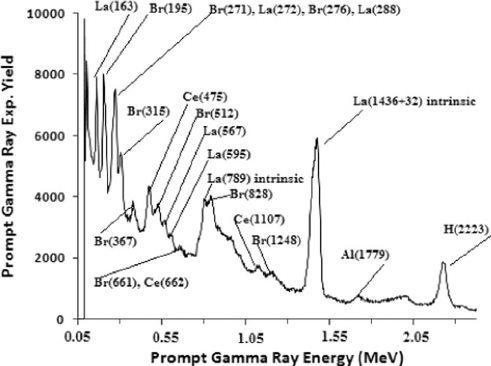 La(163)
Br(195)
Br(271), La(272), Br(276), La(288)
10000
8000
6000
4000
2000
0
Prompt Gamma Ray Exp. Yield
Br(315)
Ce(475)
Br(512)
La(567)
La(595)
La(789) intrinsic
Br(828)
Ce(1107)
Br(1248)
La(1436+32) intrinsic
Al(1779)
H(2223)
Br(367)
Br(661), Ce(662)
0.05 0.55 1.05 1.55 2.05
Prompt Gamma Ray Energy (MeV)